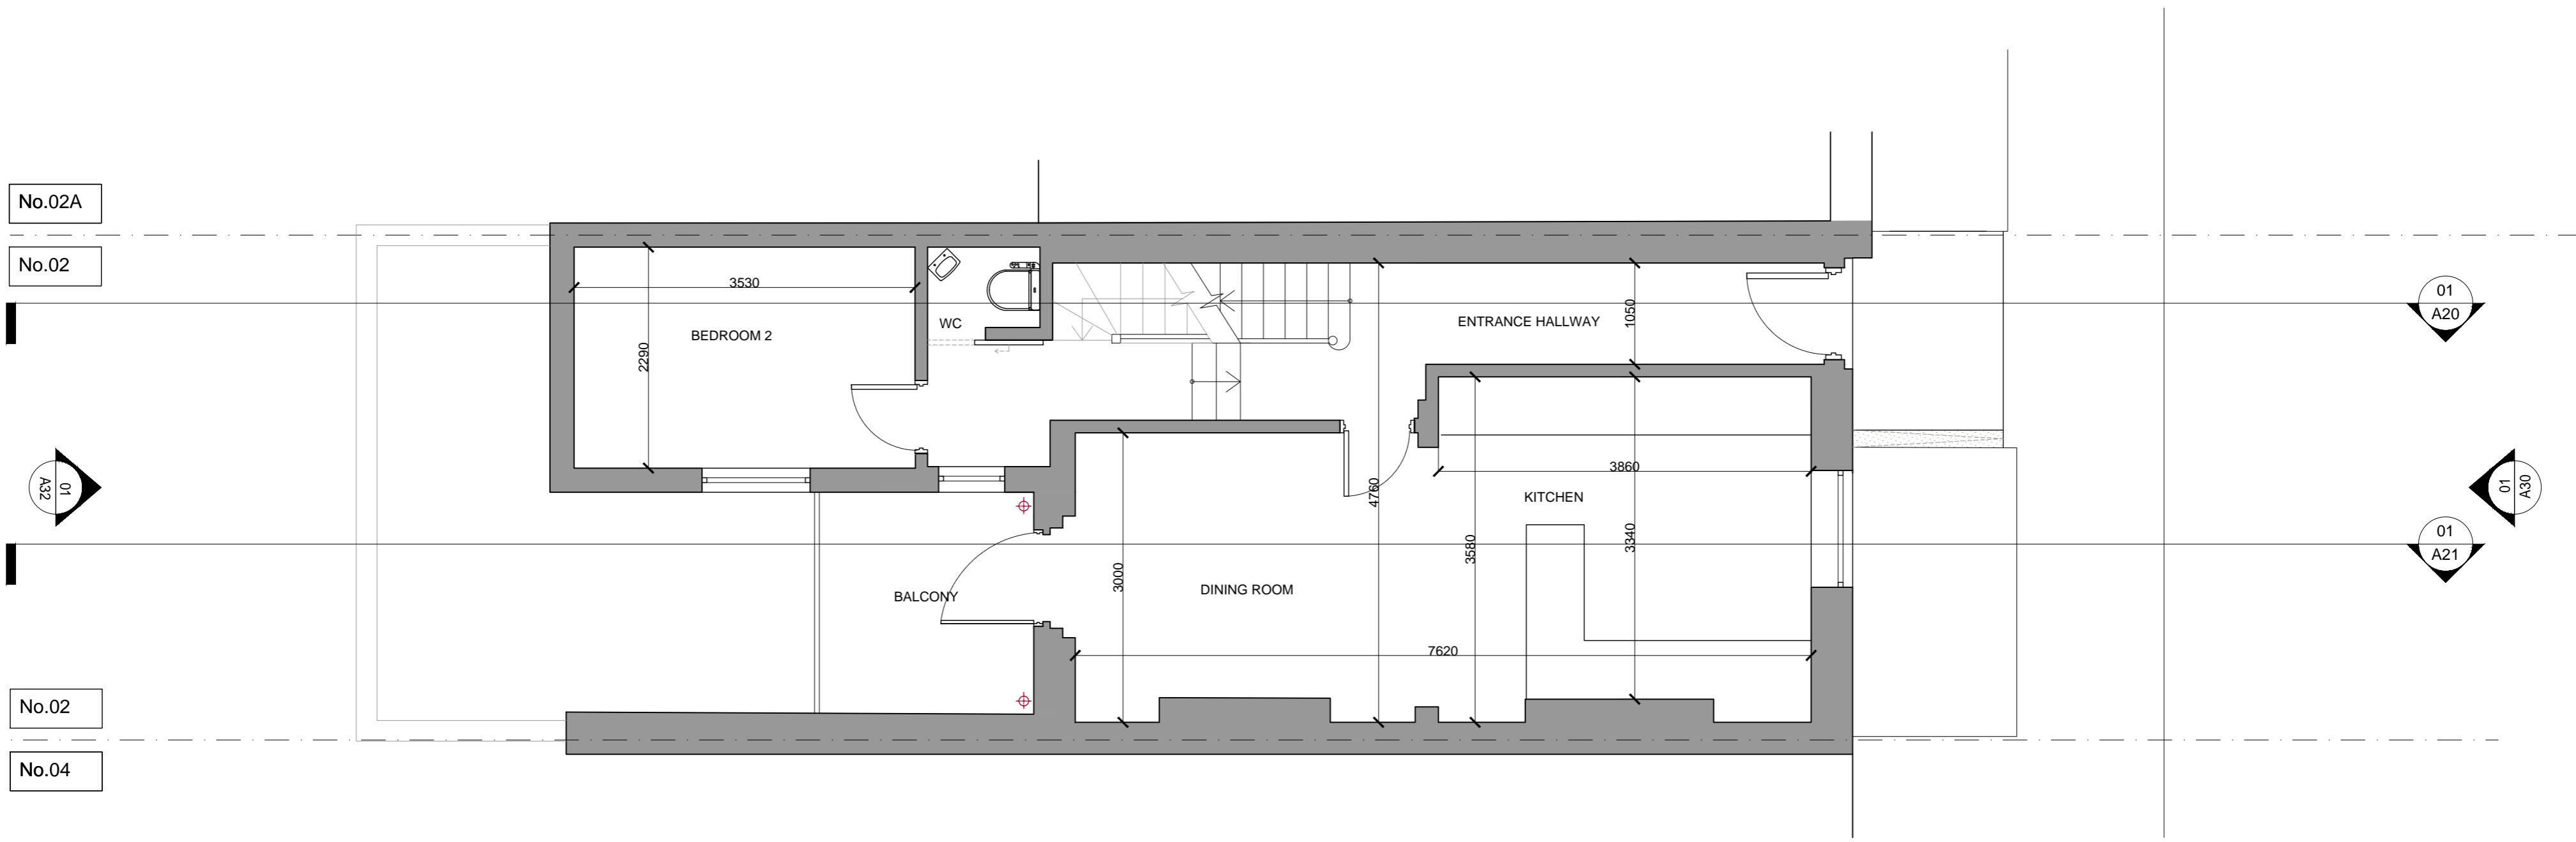 No.02A
No.02
3530
2290
BEDROOM 2
WC
1050
ENTRANCE HALLWAY
01
A20
01
A32
3860
KITCHEN
4760
3580
3340
3000
DINING ROOM
BALCONY
7620
01
A30
01
A21
No.02
No.04